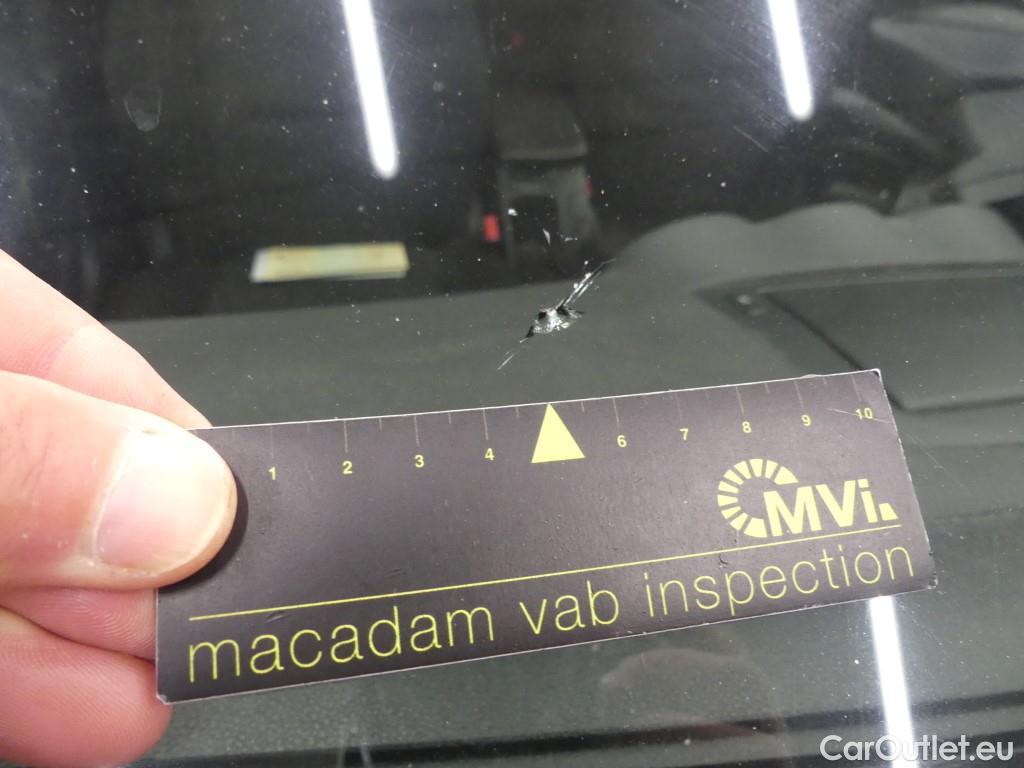 1 2 3 4 6 7 8 9 10
MVi
macadam vab inspection
CarOutlet.eu